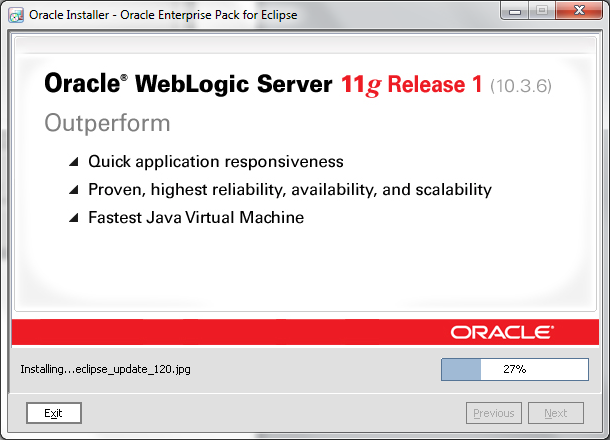 Oracle Installer - Oracle Enterprise Pack for Eclipse
Oracle® WebLogic Server 11g Release 1 (10.3.6)
Outperform
Quick application responsiveness
Proven, highest reliability, availability, and scalability
Fastest Java Virtual Machine
ORACLE®
Installing...eclipse_update_120.jpg
27%
Exit
Previous
Next